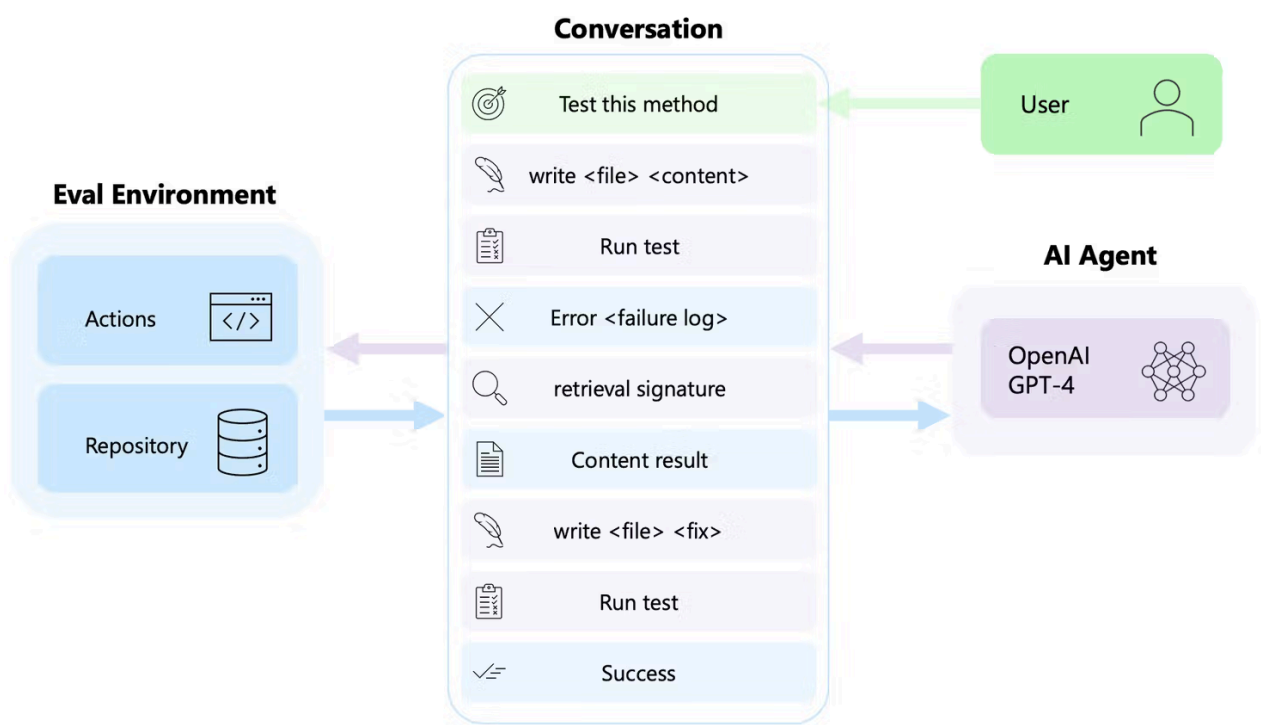 Conversation
Test this method
User
write <file> <content>
Eval Environment
Run test
AI Agent
Actions
</>
Error <failure log>
OpenAI
GPT-4
retrieval signature
Repository
Content result
write <file> <fix>
Run test
Success